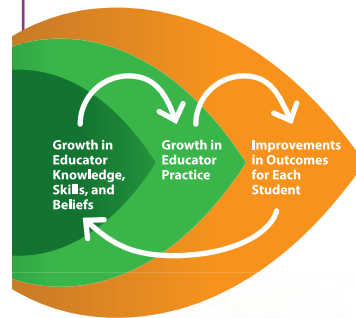 Growth in
Educator
Knowledge,
Skills, and
Beliefs
Growth in
Educator
Practice
Improvements
in Outcomes
for Each
Student